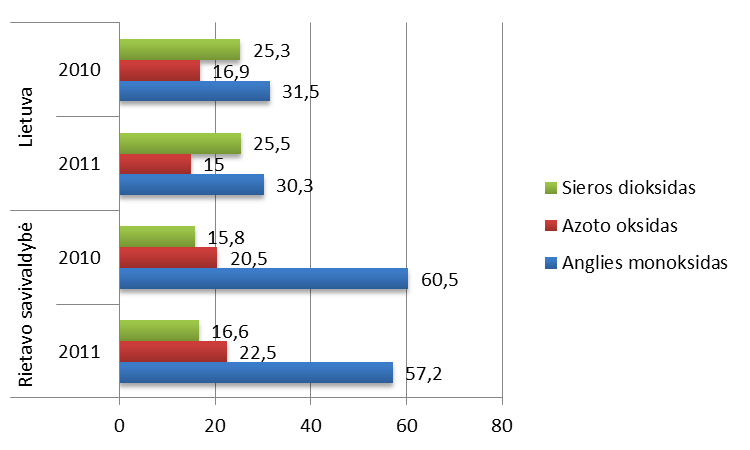 Lietuva
2010
25,3
16,9
31,5
2011
25,5
15
30,3
Rietavo savivaldybė
2010
15,8
20,5
60,5
2011
16,6
22,5
57,2
0 20 40 60 80
Sieros dioksidas
Azoto oksidas
Anglies monoksidas